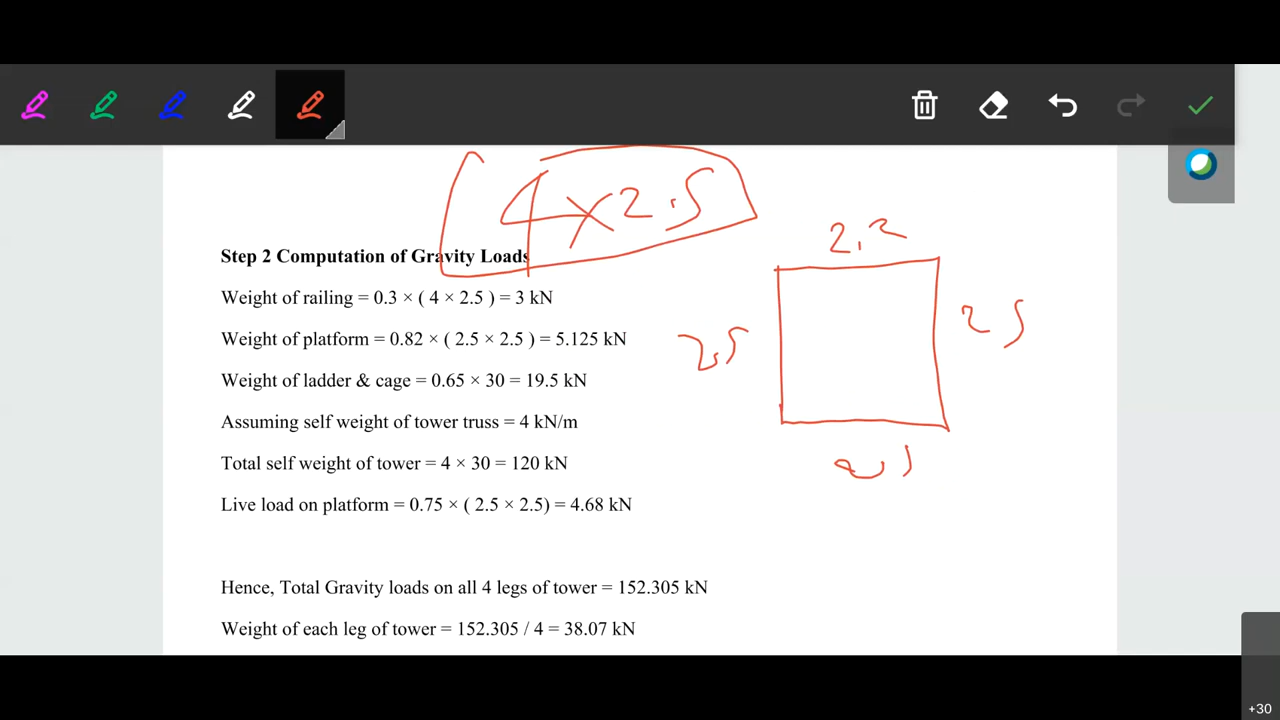 4×2.5
Step 2 Computation of Gravity Loads
2.2
Weight of railing = 0.3 × ( 4 × 2.5 ) = 3 kN
2 5
Weight of platform = 0.82 × ( 2.5 × 2.5 ) = 5.125 kN
2.5
Weight of ladder & cage = 0.65 × 30 = 19.5 kN
Assuming self weight of tower truss = 4 kN/m
Total self weight of tower = 4 × 30 = 120 kN
Live load on platform = 0.75 × ( 2.5 × 2.5) = 4.68 kN
Hence, Total Gravity loads on all 4 legs of tower = 152.305 kN
Weight of each leg of tower = 152.305 / 4 = 38.07 kN
+30